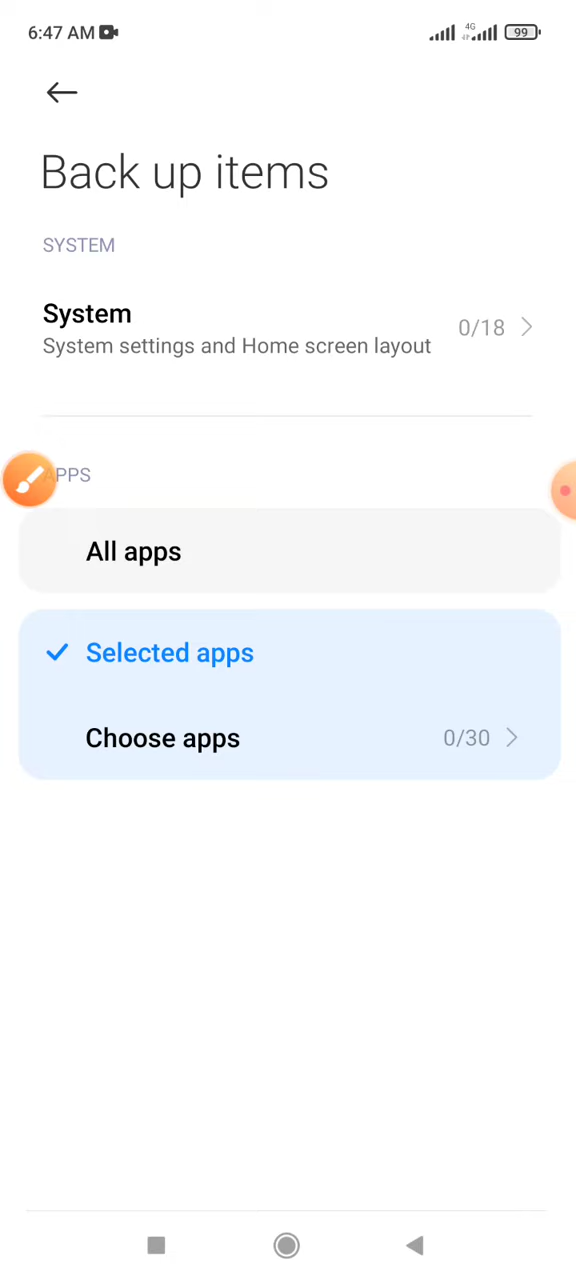 6:47 AM
4G
99
Back up items
SYSTEM
System
0/18
System settings and Home screen layout
APPS
All apps
Selected apps
Choose apps
0/30